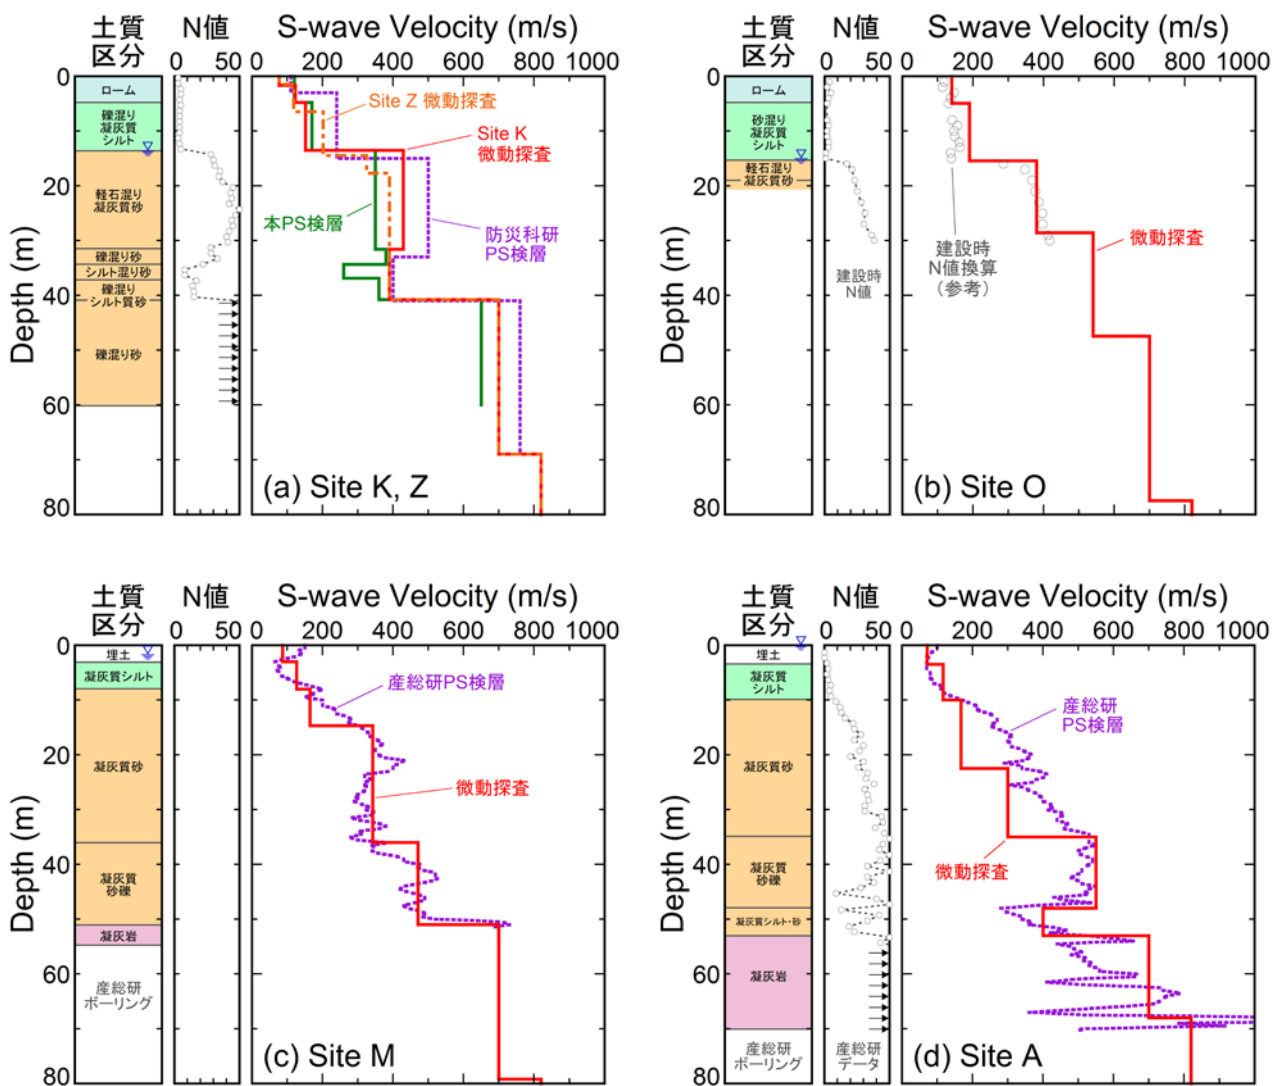 土質
区分
N値
S-wave Velocity (m/s)
0 50 0 200 400 600 800 1000
0
20
40
60
80
Depth (m)
ローム
礫混り
凝灰質
シルト
軽石混り
凝灰質砂
礫混り砂
シルト混り砂
礫混り
シルト質砂
礫混り砂
Site Z 微動探査
Site K
微動探査
本PS検層
防災科研
PS検層
(a) Site K, Z
土質
区分
N値
S-wave Velocity (m/s)
0 50 0 200 400 600 800 1000
0
20
40
60
80
Depth (m)
ローム
砂混り
凝灰質
シルト
軽石混り
凝灰質砂
建設時
N値
建設時
N値換算
(参考)
微動探査
(b) Site O
土質
区分
N値
S-wave Velocity (m/s)
0 50 0 200 400 600 800 1000
0
20
40
60
80
Depth (m)
埋土
凝灰質シルト
凝灰質砂
凝灰質
砂礫
凝灰岩
産総研
ボーリング
産総研PS検層
微動探査
(c) Site M
土質
区分
N値
S-wave Velocity (m/s)
0 50 0 200 400 600 800 1000
0
20
40
60
80
Depth (m)
埋土
凝灰質
シルト
凝灰質砂
凝灰質
砂礫
凝灰質シルト・砂
凝灰岩
産総研
ボーリング
産総研
データ
産総研
PS検層
微動探査
(d) Site A